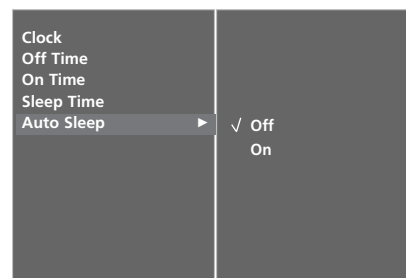 Clock
Off Time
On Time
Sleep Time
Auto Sleep ►
√ Off
On